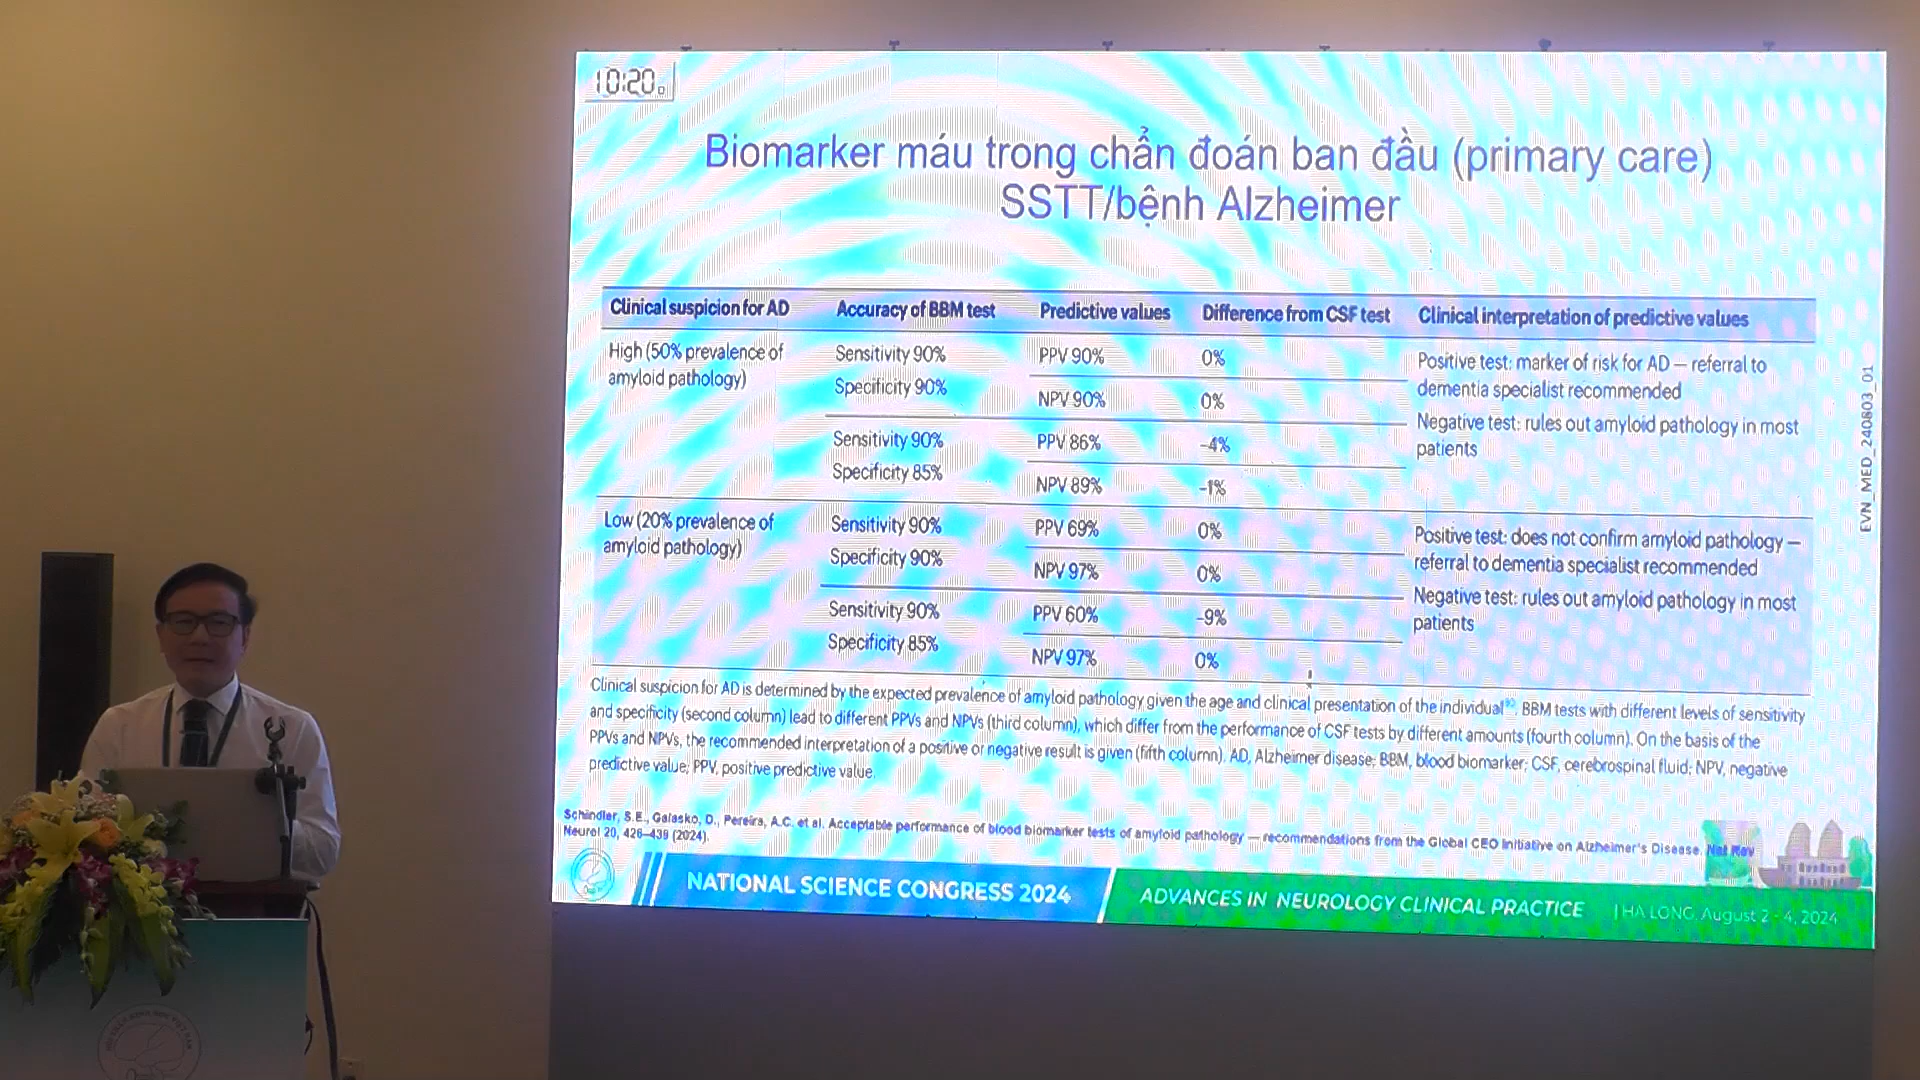 10:20
Biomarker máu trong chẩn đoán ban đầu (primary care)
SSTT/bệnh Alzheimer
Clinical suspicion for AD
Accuracy of BBM test
Predictive values
Difference from CSF test
Clinical interpretation of predictive values
High (50% prevalence of
amyloid pathology)
Sensitivity 90%
Specificity 90%
PPV 90%
0%
NPV 90%
0%
Positive test: marker of risk for AD — referral to
dementia specialist recommended
Negative test: rules out amyloid pathology in most
patients
Sensitivity 90%
Specificity 85%
PPV 86%
–4%
NPV 89%
–1%
Low (20% prevalence of
amyloid pathology)
Sensitivity 90%
Specificity 90%
PPV 69%
0%
NPV 97%
0%
Positive test: does not confirm amyloid pathology —
referral to dementia specialist recommended
Negative test: rules out amyloid pathology in most
patients
Sensitivity 90%
Specificity 85%
PPV 60%
–9%
NPV 97%
0%
Clinical suspicion for AD is determined by the expected prevalence of amyloid pathology given the age and clinical presentation of the individual. BBM tests with different levels of sensitivity
and specificity (second column) lead to different PPVs and NPVs (third column), which differ from the performance of CSF tests by different amounts (fourth column). On the basis of the
PPVs and NPVs, the recommended interpretation of a positive or negative result is given (fifth column). AD, Alzheimer disease; BBM, blood biomarker; CSF, cerebrospinal fluid; NPV, negative
predictive value; PPV, positive predictive value.
Schindler, S.E., Galasko, D., Pereira, A.C. et al. Acceptable performance of blood biomarker tests of amyloid pathology — recommendations from the Global CEO Initiative on Alzheimer's Disease. Nat Rev
Neurol 20, 426–439 (2024).
EVN_MED_240803_01
NATIONAL SCIENCE CONGRESS 2024
ADVANCES IN NEUROLOGY CLINICAL PRACTICE
| HA LONG, August 2 - 4, 2024